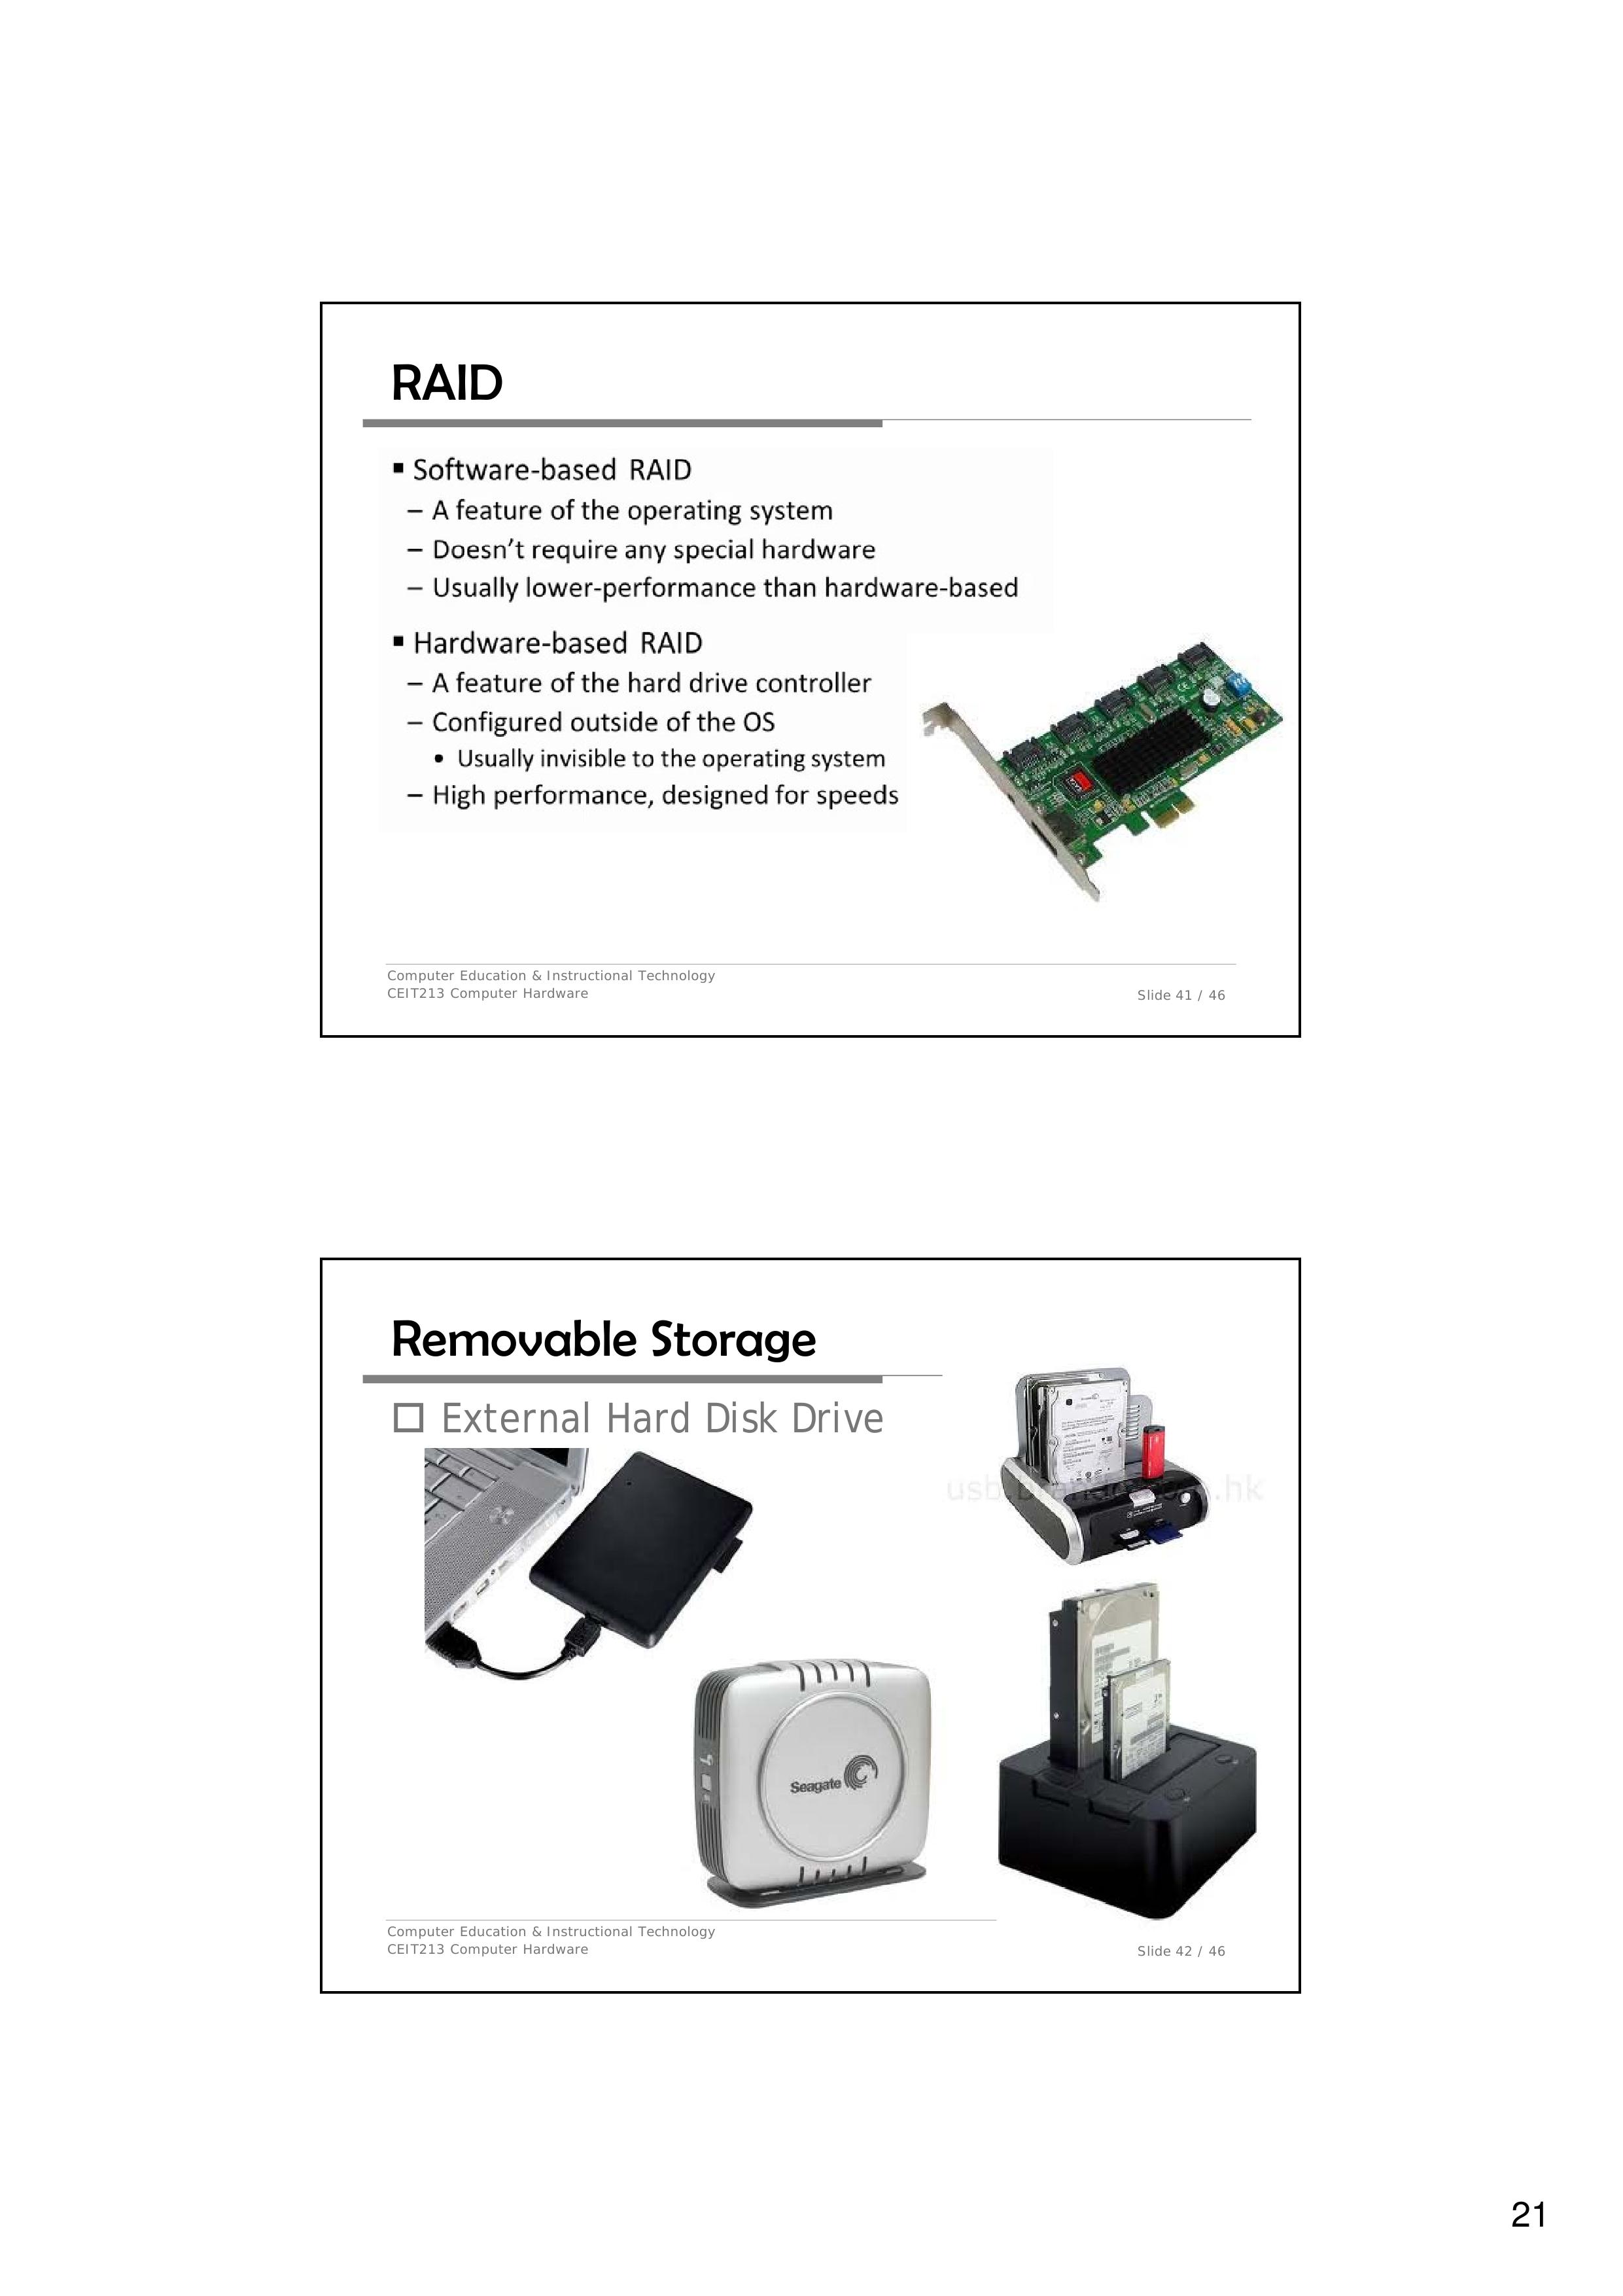 RAID
▪ Software-based RAID
– A feature of the operating system
– Doesn't require any special hardware
– Usually lower-performance than hardware-based
▪ Hardware-based RAID
– A feature of the hard drive controller
– Configured outside of the OS
• Usually invisible to the operating system
– High performance, designed for speeds
Computer Education & Instructional Technology
CEIT213 Computer Hardware
Slide 41 / 46
Removable Storage
□ External Hard Disk Drive
Seagate
Computer Education & Instructional Technology
CEIT213 Computer Hardware
Slide 42 / 46
21